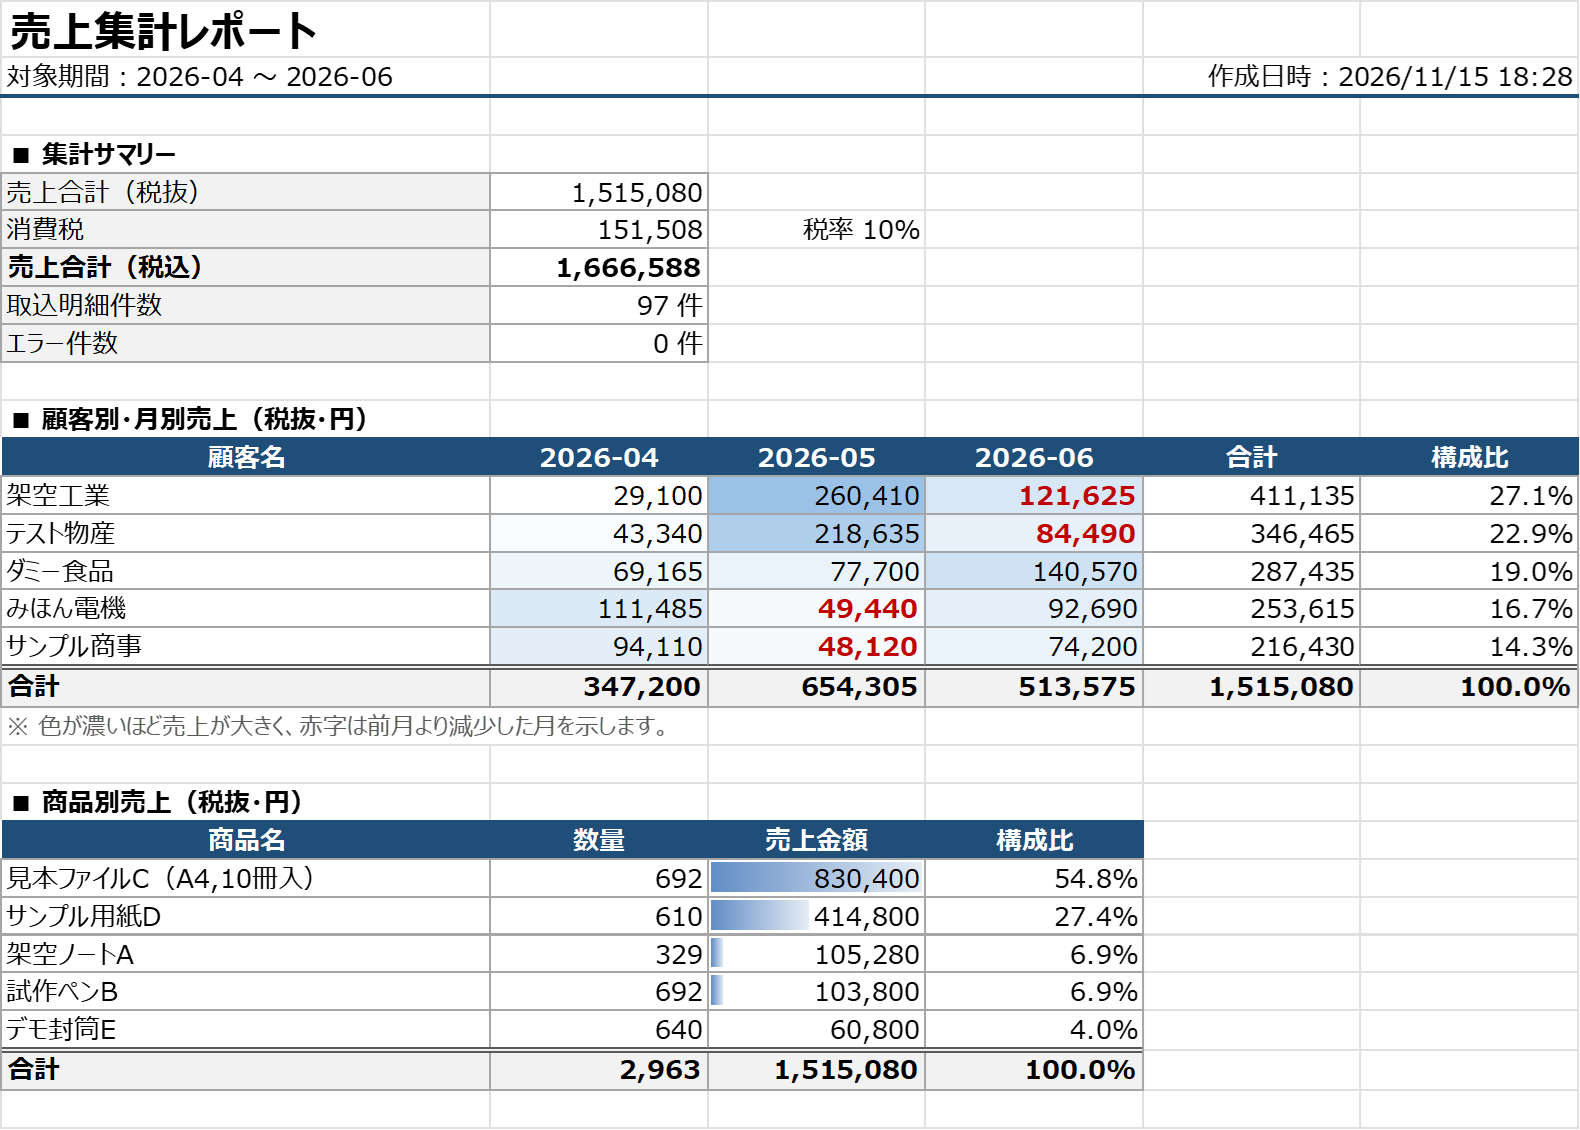 売上集計レポート
対象期間：2026-04 ～ 2026-06 作成日時：2026/11/15 18:28
■ 集計サマリー
売上合計（税抜） 1,515,080
消費税 151,508 税率 10%
売上合計（税込） 1,666,588
取込明細件数 97 件
エラー件数 0 件
■ 顧客別・月別売上（税抜・円）
顧客名 2026-04 2026-05 2026-06 合計 構成比
架空工業 29,100 260,410 121,625 411,135 27.1%
テスト物産 43,340 218,635 84,490 346,465 22.9%
ダミー食品 69,165 77,700 140,570 287,435 19.0%
みほん電機 111,485 49,440 92,690 253,615 16.7%
サンプル商事 94,110 48,120 74,200 216,430 14.3%
合計 347,200 654,305 513,575 1,515,080 100.0%
※ 色が濃いほど売上が大きく、赤字は前月より減少した月を示します。
■ 商品別売上（税抜・円）
商品名 数量 売上金額 構成比
見本ファイルC（A4,10冊入） 692 830,400 54.8%
サンプル用紙D 610 414,800 27.4%
架空ノートA 329 105,280 6.9%
試作ペンB 692 103,800 6.9%
デモ封筒E 640 60,800 4.0%
合計 2,963 1,515,080 100.0%